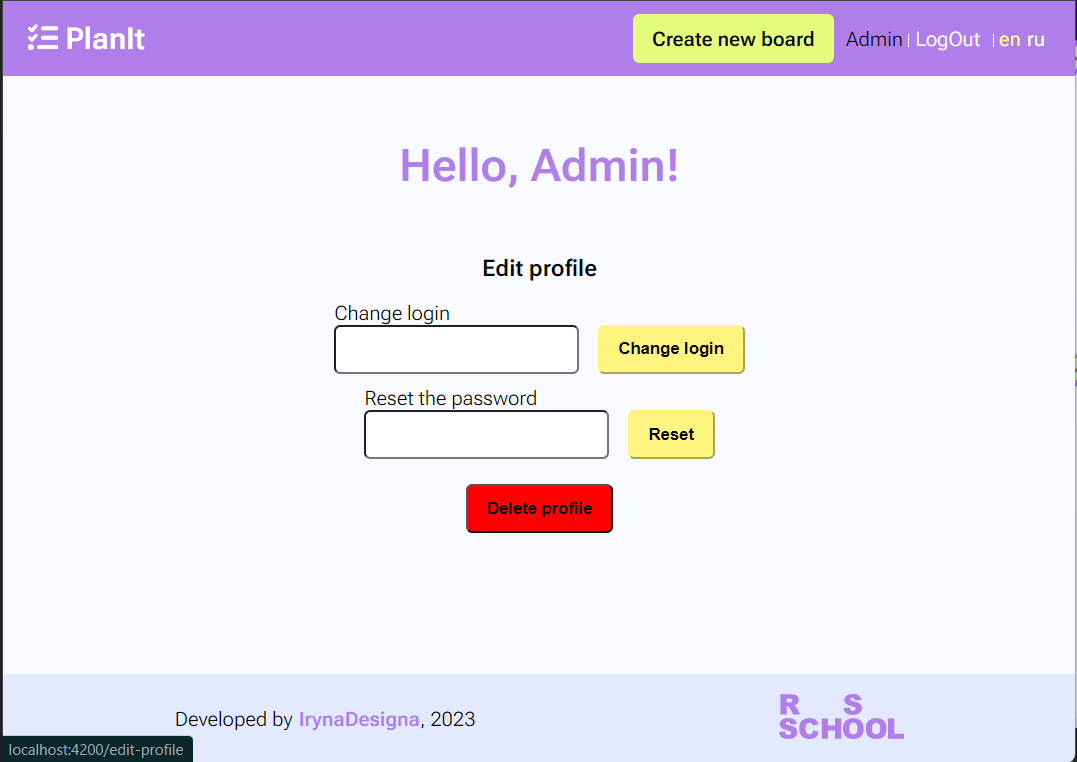 PlanIt
Create new board
Admin
LogOut
en ru
Hello, Admin!
Edit profile
Change login
Change login
Reset the password
Reset
Delete profile
Developed by IrynaDesigna, 2023
R S
SCHOOL
localhost:4200/edit-profile